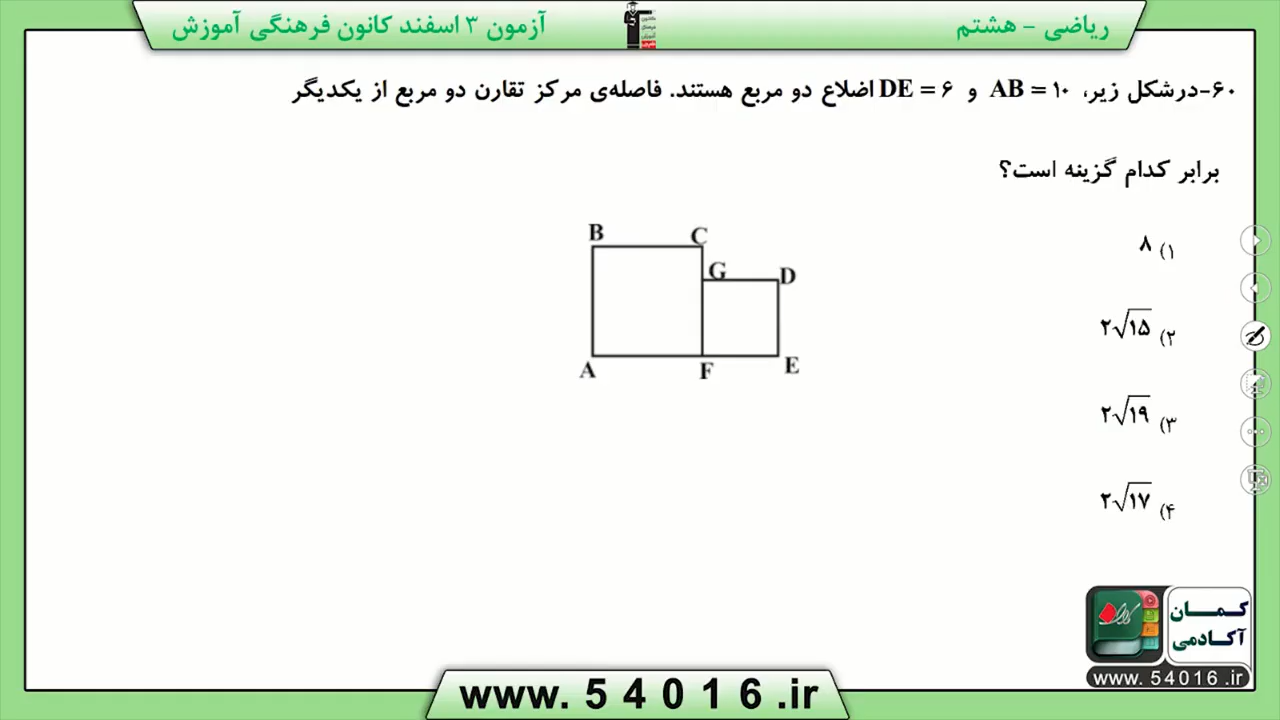 ریاضی - هشتم
آزمون ۳ اسفند کانون فرهنگی آموزش
۶۰-درشکل زیر، AB = ۱۰ و DE = ۶ اضلاع دو مربع هستند. فاصله‌ی مرکز تقارن دو مربع از یکدیگر
برابر کدام گزینه است؟
B C
G D
A F E
۱) ۸
۲) ۲√۱۵
۳) ۲√۱۹
۴) ۲√۱۷
کمان
آکادمی
www. 54016 .ir
www. 5 4 0 1 6 .ir